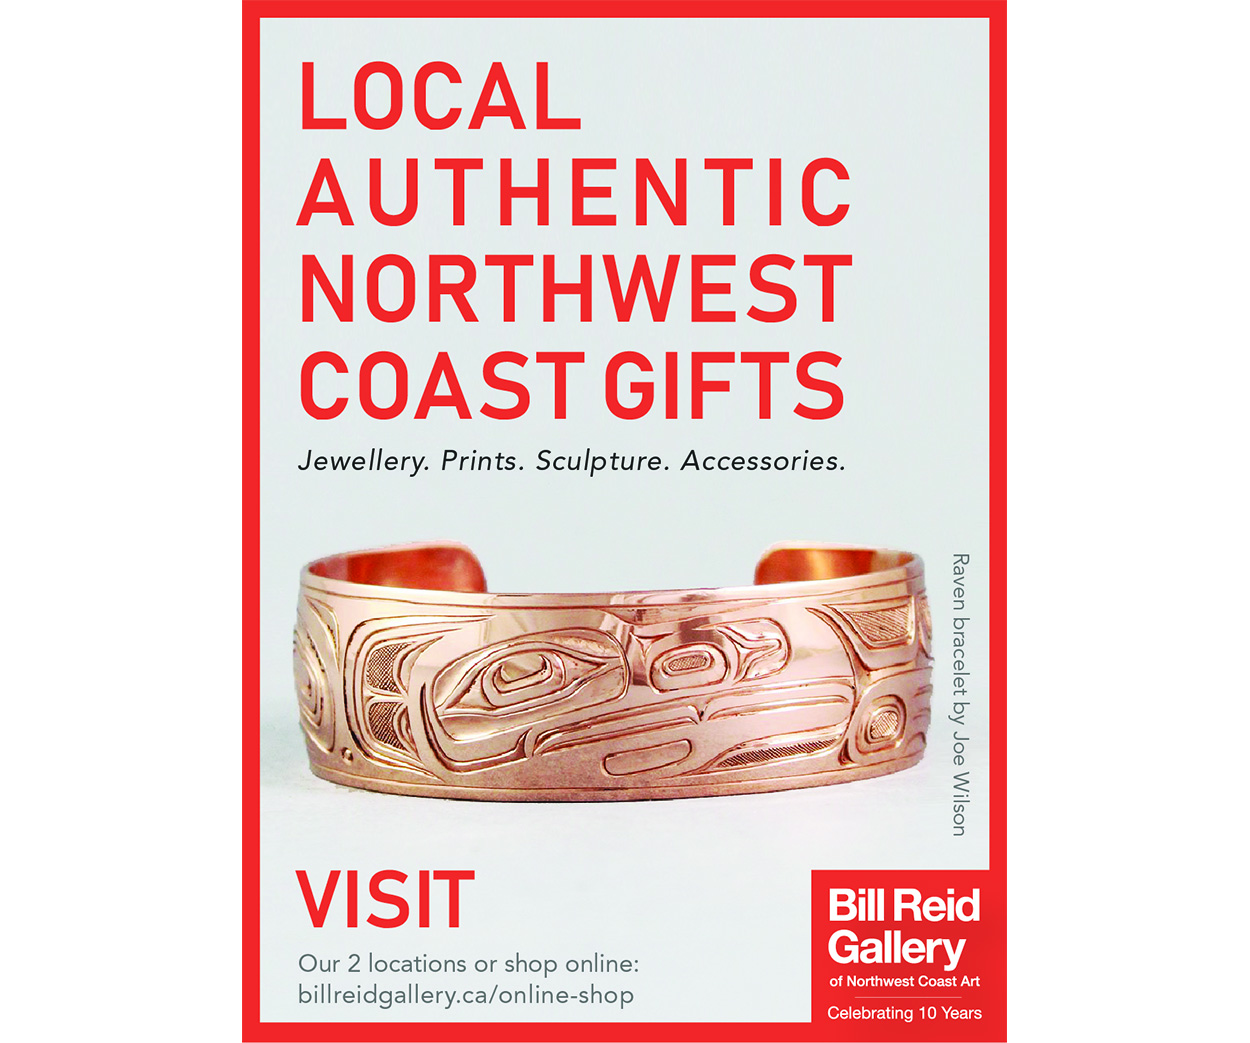 LOCAL
AUTHENTIC
NORTHWEST
COAST GIFTS
Jewellery. Prints. Sculpture. Accessories.
Raven bracelet by Joe Wilson
VISIT
Our 2 locations or shop online:
billreidgallery.ca/online-shop
Bill Reid
Gallery
of Northwest Coast Art
Celebrating 10 Years